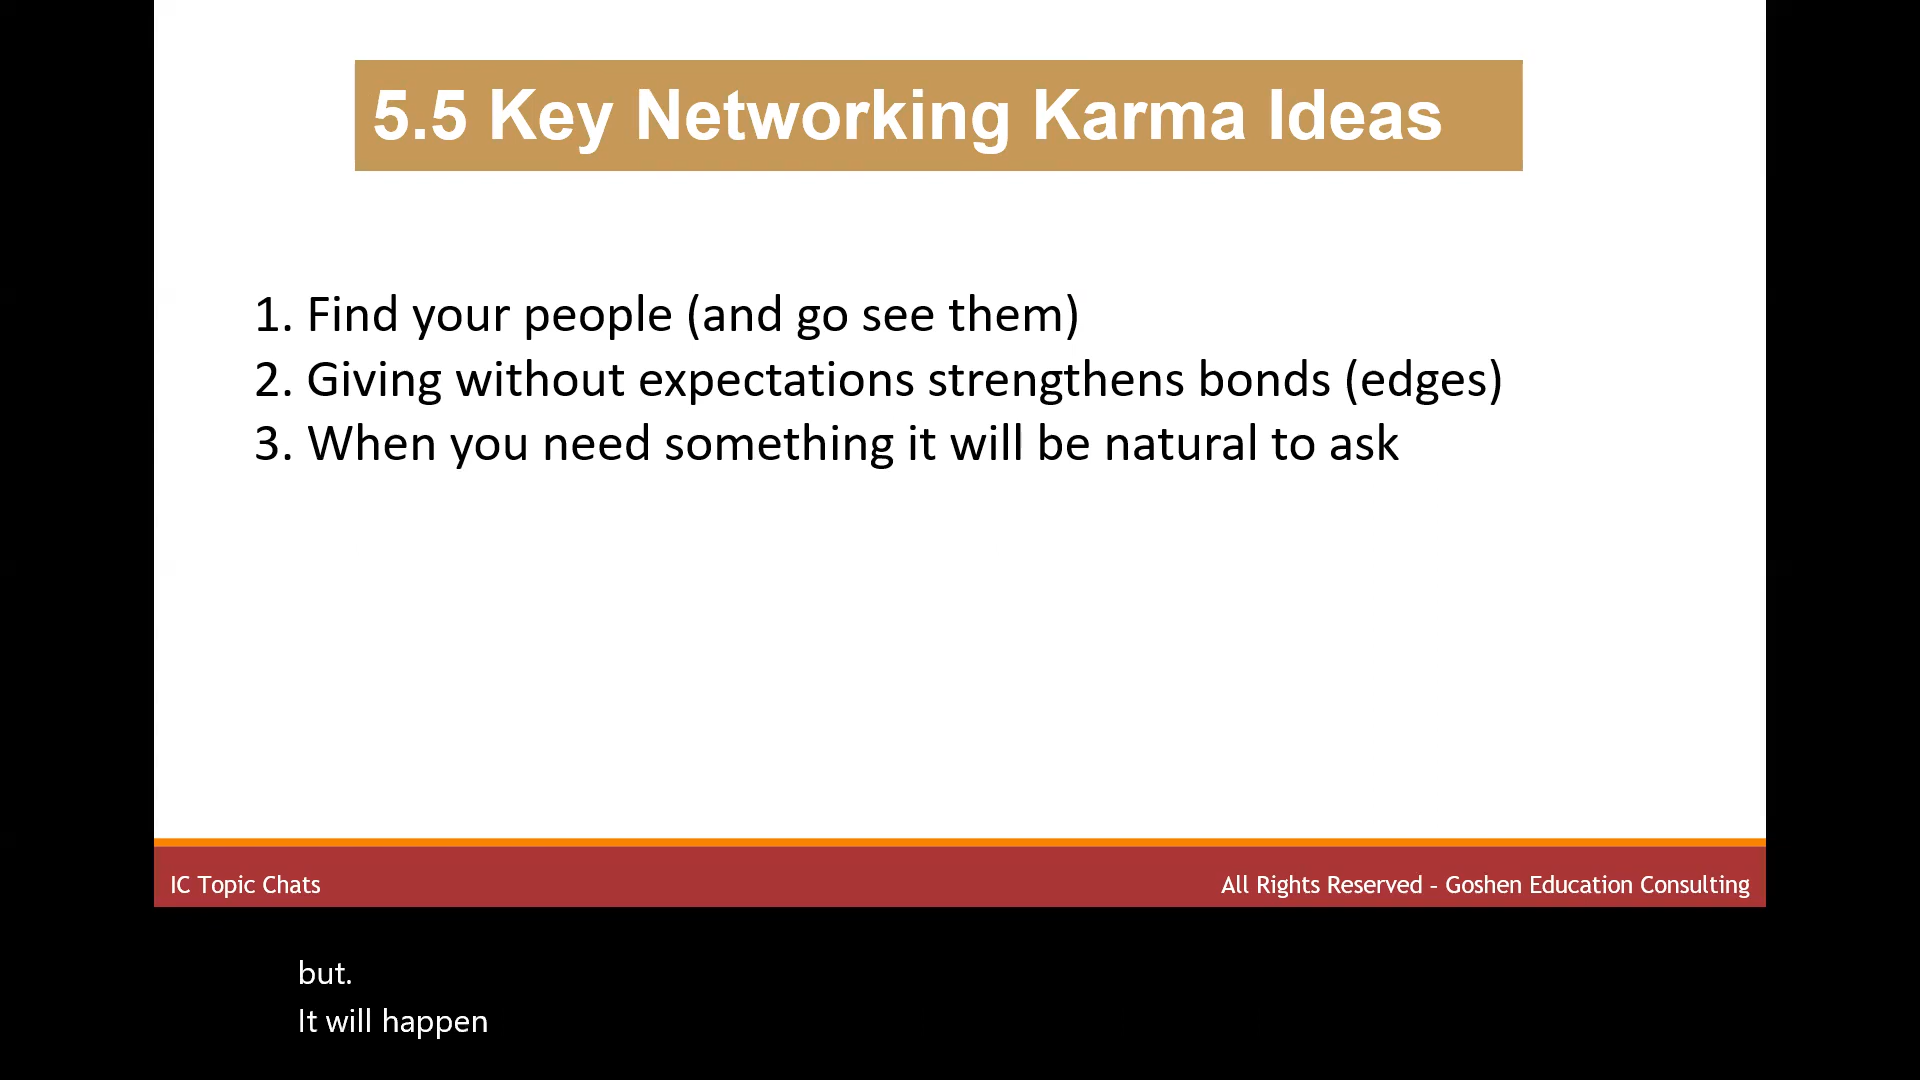 5.5 Key Networking Karma Ideas
1. Find your people (and go see them)
2. Giving without expectations strengthens bonds (edges)
3. When you need something it will be natural to ask
IC Topic Chats
All Rights Reserved – Goshen Education Consulting
but.
It will happen